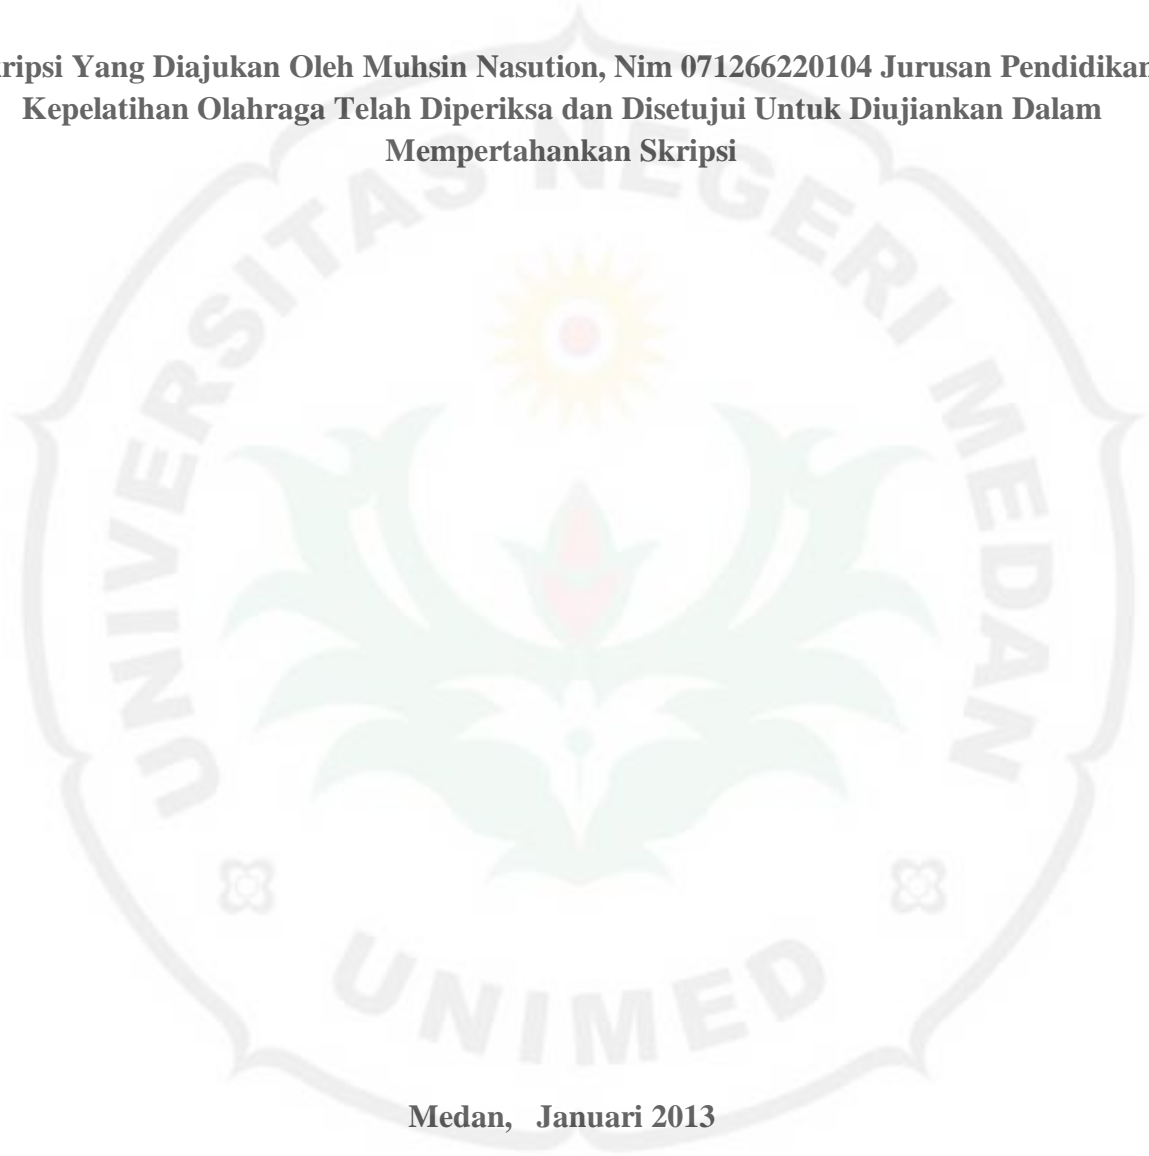 ripsi Yang Diajukan Oleh Muhsin Nasution, Nim 071266220104 Jurusan Pendidikan
Kepelatihan Olahraga Telah Diperiksa dan Disetujui Untuk Diujiankan Dalam
Mempertahankan Skripsi
UNIVERSITAS NEGERI MEDAN
UNIMED
Medan, Januari 2013